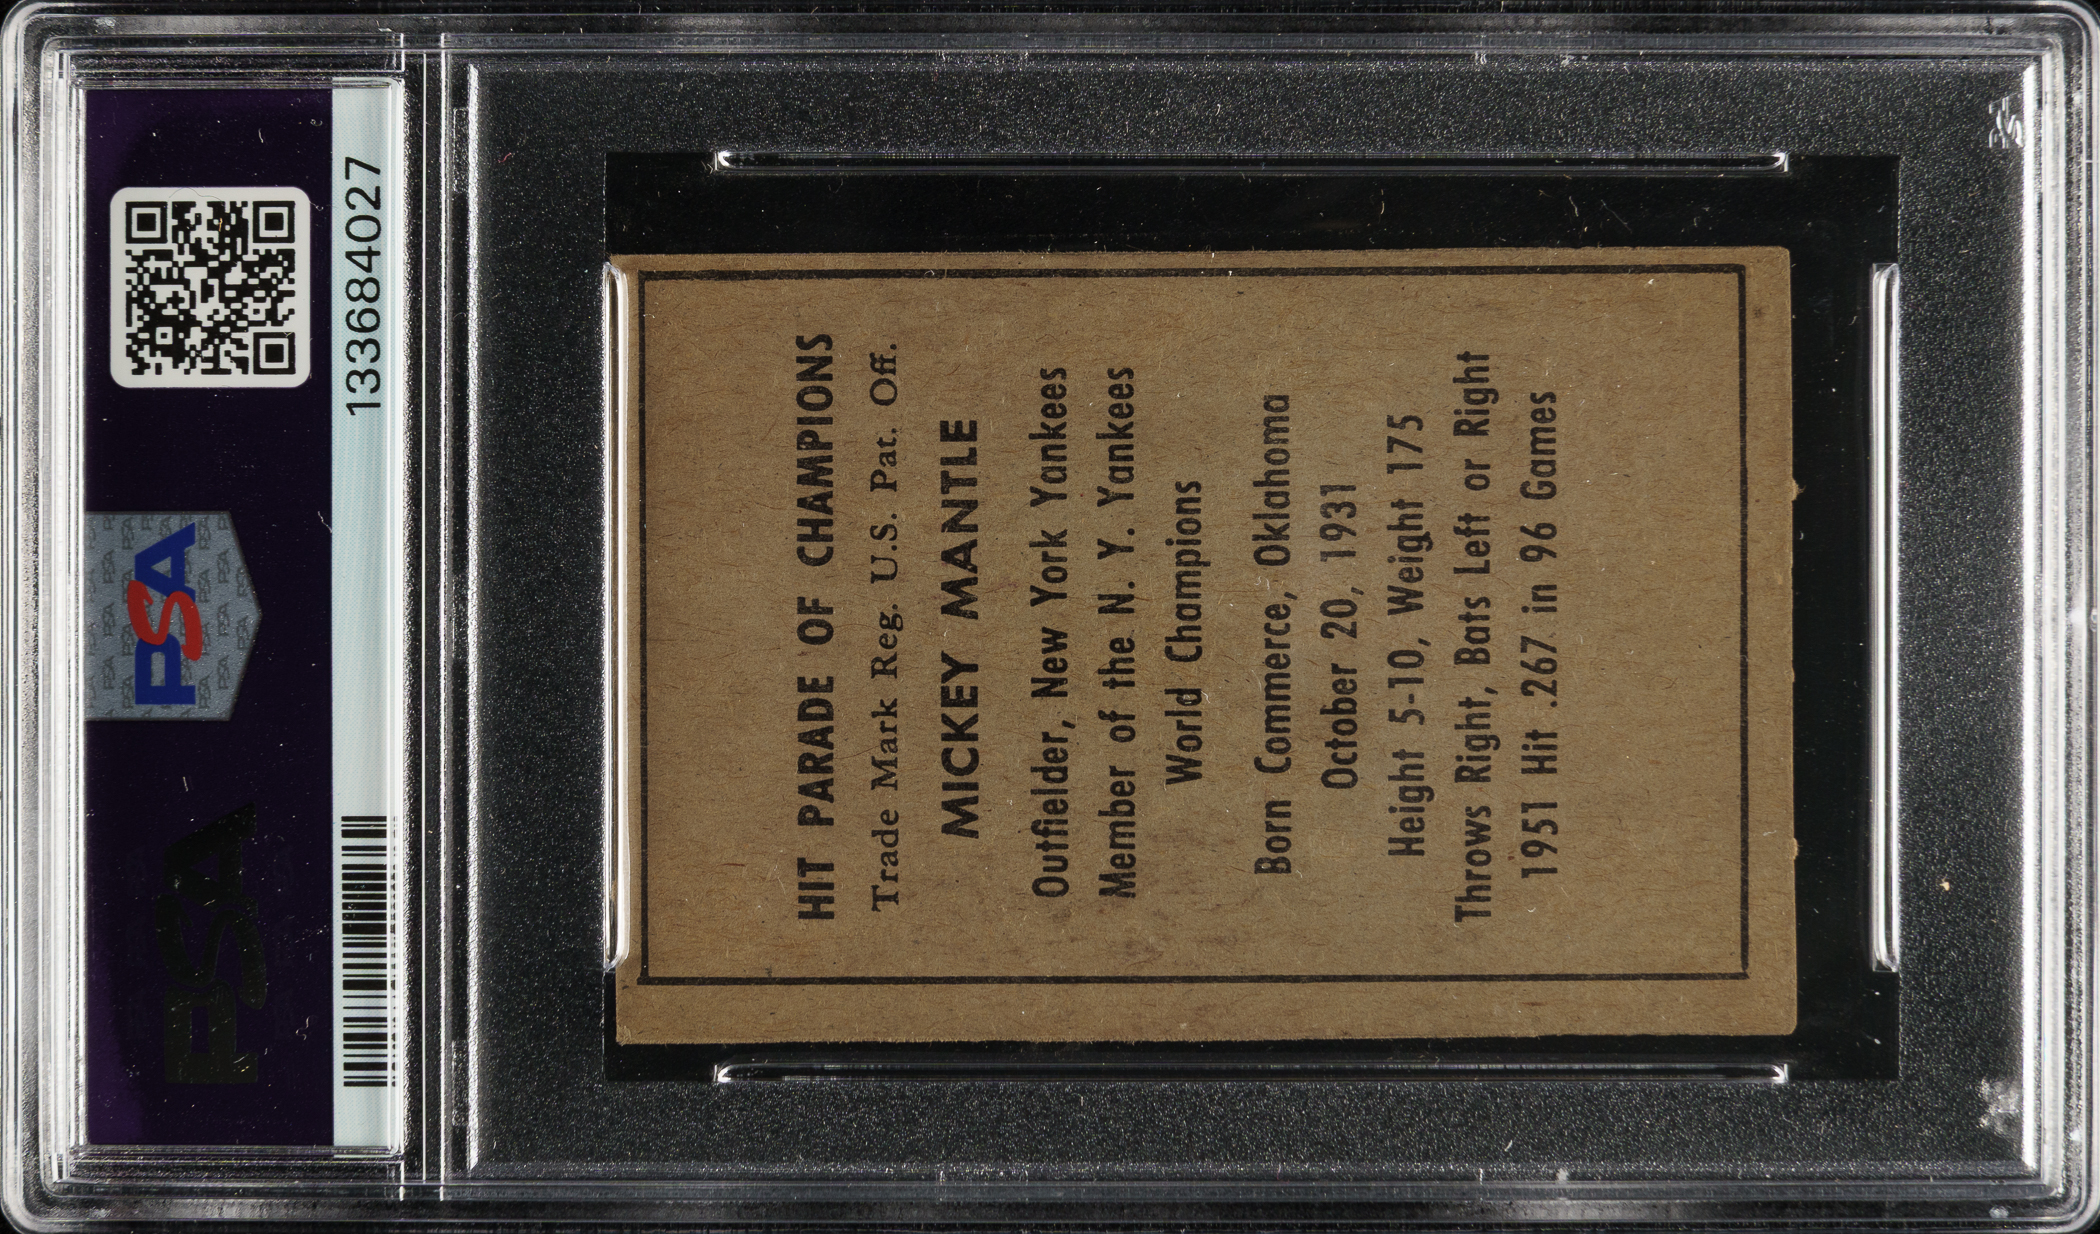 PSA
PSA
133684027
HIT PARADE OF CHAMPIONS
Trade Mark Reg. U.S. Pat. Off.
MICKEY MANTLE
Outfielder, New York Yankees
Member of the N. Y. Yankees
World Champions
Born Commerce, Oklahoma
October 20, 1931
Height 5-10, Weight 175
Throws Right, Bats Left or Right
1951 Hit .267 in 96 Games